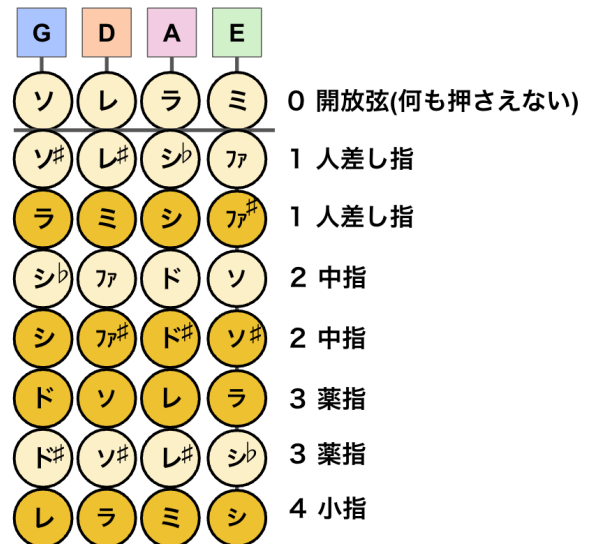 G D A E
ソ レ ラ ミ 0 開放弦(何も押さえない)
ソ♯ レ♯ シ♭ ファ 1 人差し指
ラ ミ シ ファ♯ 1 人差し指
シ♭ ファ ド ソ 2 中指
シ ファ♯ ド♯ ソ♯ 2 中指
ド ソ レ ラ 3 薬指
ド♯ ソ♯ レ♯ シ♭ 3 薬指
レ ラ ミ シ 4 小指